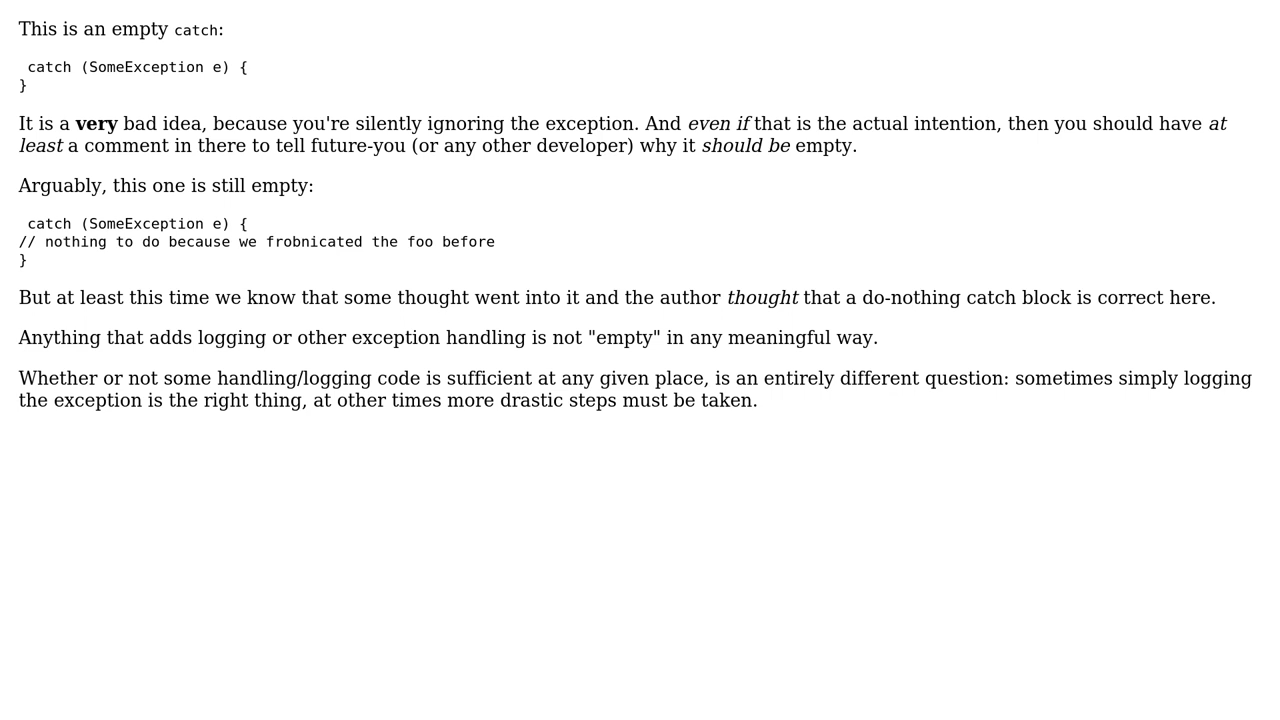 This is an empty catch:
catch (SomeException e) {
}
It is a very bad idea, because you're silently ignoring the exception. And even if that is the actual intention, then you should have at
least a comment in there to tell future-you (or any other developer) why it should be empty.
Arguably, this one is still empty:
catch (SomeException e) {
// nothing to do because we frobnicated the foo before
}
But at least this time we know that some thought went into it and the author thought that a do-nothing catch block is correct here.
Anything that adds logging or other exception handling is not "empty" in any meaningful way.
Whether or not some handling/logging code is sufficient at any given place, is an entirely different question: sometimes simply logging
the exception is the right thing, at other times more drastic steps must be taken.